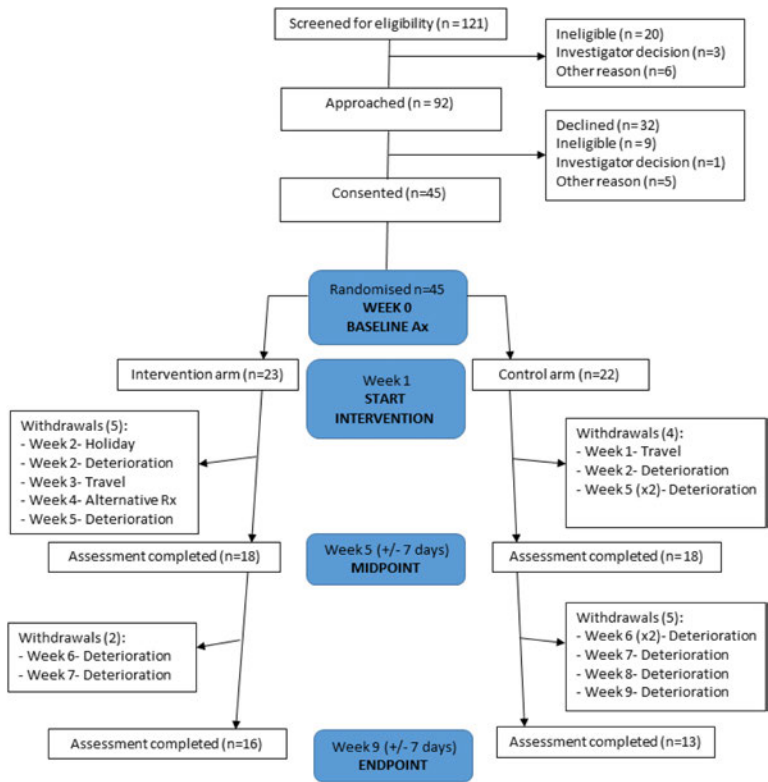 Screened for eligibility (n = 121)
Ineligible (n = 20)
Investigator decision (n=3)
Other reason (n=6)
Approached (n = 92)
Declined (n = 32)
Ineligible (n = 9)
Investigator decision (n=1)
Other reason (n=5)
Consented (n=45)
Randomised n=45
WEEK 0
BASELINE Ax
Intervention arm (n=23)
Week 1
START
INTERVENTION
Control arm (n=22)
Withdrawals (5):
- Week 2- Holiday
- Week 2- Deterioration
- Week 3- Travel
- Week 4- Alternative Rx
- Week 5- Deterioration
Withdrawals (4):
- Week 1- Travel
- Week 2- Deterioration
- Week 5 (x2)- Deterioration
Assessment completed (n=18)
Week 5 (+/- 7 days)
MIDPOINT
Assessment completed (n=18)
Withdrawals (2):
- Week 6- Deterioration
- Week 7- Deterioration
Withdrawals (5):
- Week 6 (x2)- Deterioration
- Week 7- Deterioration
- Week 8- Deterioration
- Week 9- Deterioration
Assessment completed (n=16)
Week 9 (+/- 7 days)
ENDPOINT
Assessment completed (n=13)